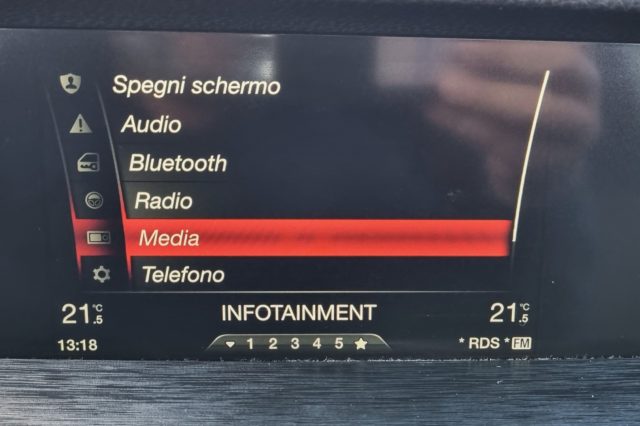 Spegni schermo
Audio
Bluetooth
Radio
Media
Telefono
21.5°C INFOTAINMENT 21.5°C
13:18 1 2 3 4 5 * RDS * FM